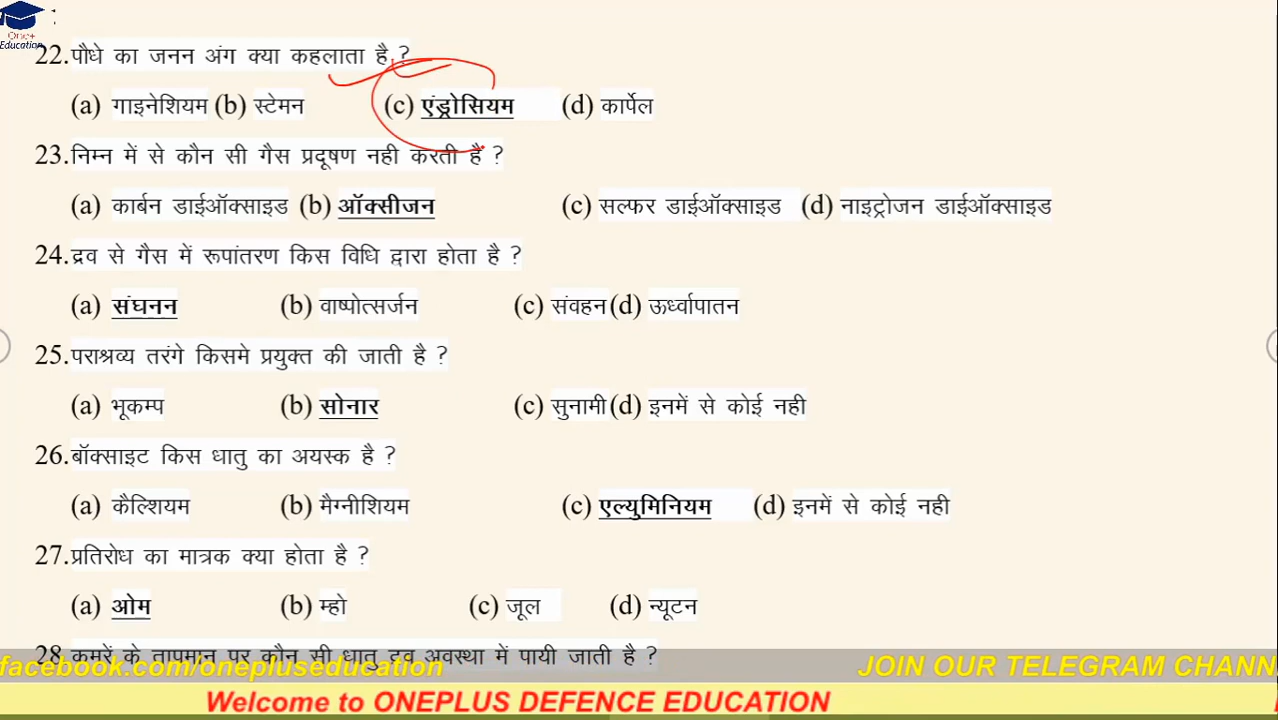 One+
Education
22. पौधे का जनन अंग क्या कहलाता है ?
(a) गाइनेशियम (b) स्टेमन (c) एंड्रोसियम (d) कार्पेल
23. निम्न में से कौन सी गैस प्रदूषण नही करती है ?
(a) कार्बन डाईऑक्साइड (b) ऑक्सीजन (c) सल्फर डाईऑक्साइड (d) नाइट्रोजन डाईऑक्साइड
24. द्रव से गैस में रूपांतरण किस विधि द्वारा होता है ?
(a) संघनन (b) वाष्पोत्सर्जन (c) संवहन (d) ऊर्ध्वापातन
25. पराश्रव्य तरंगे किसमे प्रयुक्त की जाती है ?
(a) भूकम्प (b) सोनार (c) सुनामी (d) इनमें से कोई नही
26. बॉक्साइट किस धातु का अयस्क है ?
(a) कैल्शियम (b) मैग्नीशियम (c) एल्युमिनियम (d) इनमें से कोई नही
27. प्रतिरोध का मात्रक क्या होता है ?
(a) ओम (b) म्हो (c) जूल (d) न्यूटन
28 कमरें के तापमान पर कौन सी धातु द्रव अवस्था में पायी जाती है ?
facebook.com/onepluseducation JOIN OUR TELEGRAM CHANN
Welcome to ONEPLUS DEFENCE EDUCATION